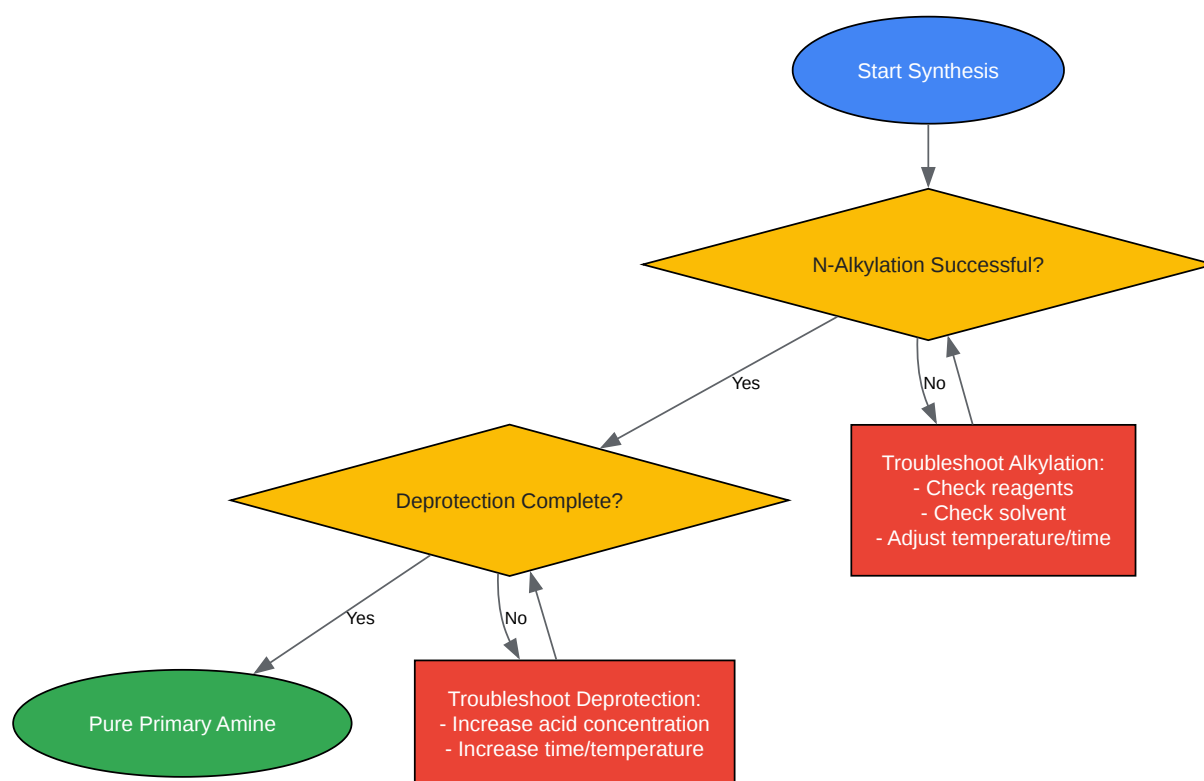 Start Synthesis
N-Alkylation Successful?
Yes
No
Troubleshoot Alkylation:
- Check reagents
- Check solvent
- Adjust temperature/time
Deprotection Complete?
Yes
No
Troubleshoot Deprotection:
- Increase acid concentration
- Increase time/temperature
Pure Primary Amine